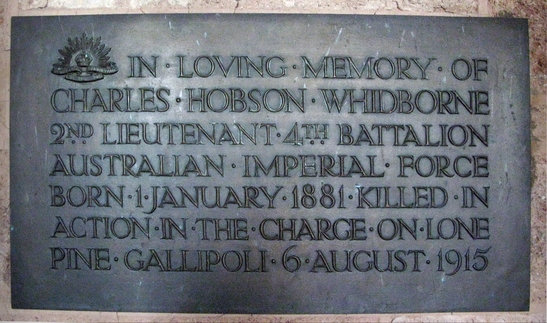 IN · LOVING · MEMORY · OF
CHARLES · HOBSON · WHIDBORNE
2ND LIEUTENANT · 4TH BATTALION
AUSTRALIAN · IMPERIAL · FORCE
BORN · 1 · JANUARY · 1881 · KILLED · IN
ACTION · IN · THE · CHARGE · ON · LONE
PINE · GALLIPOLI · 6 · AUGUST · 1915